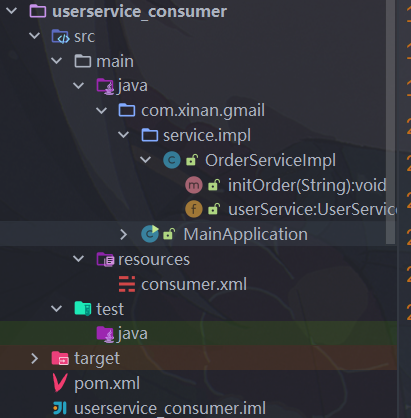 userservice_consumer
src
main
java
com.xinan.gmail
service.impl
OrderServiceImpl
initOrder(String):void
userService:UserService
MainApplication
resources
consumer.xml
test
java
target
pom.xml
userservice_consumer.iml